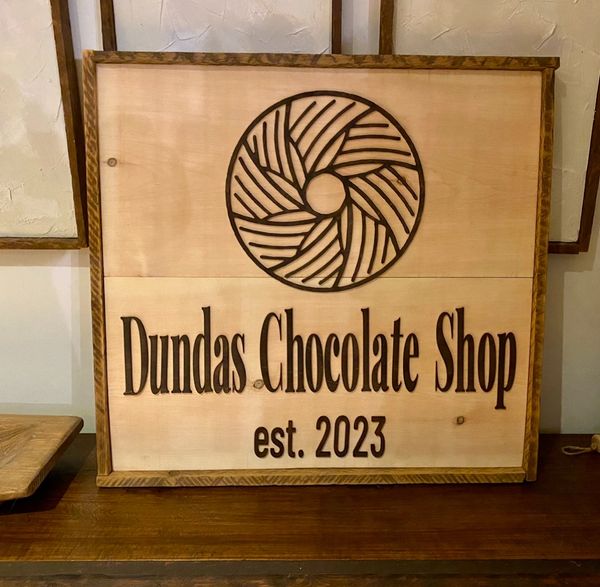 Dundas Chocolate Shop
est. 2023